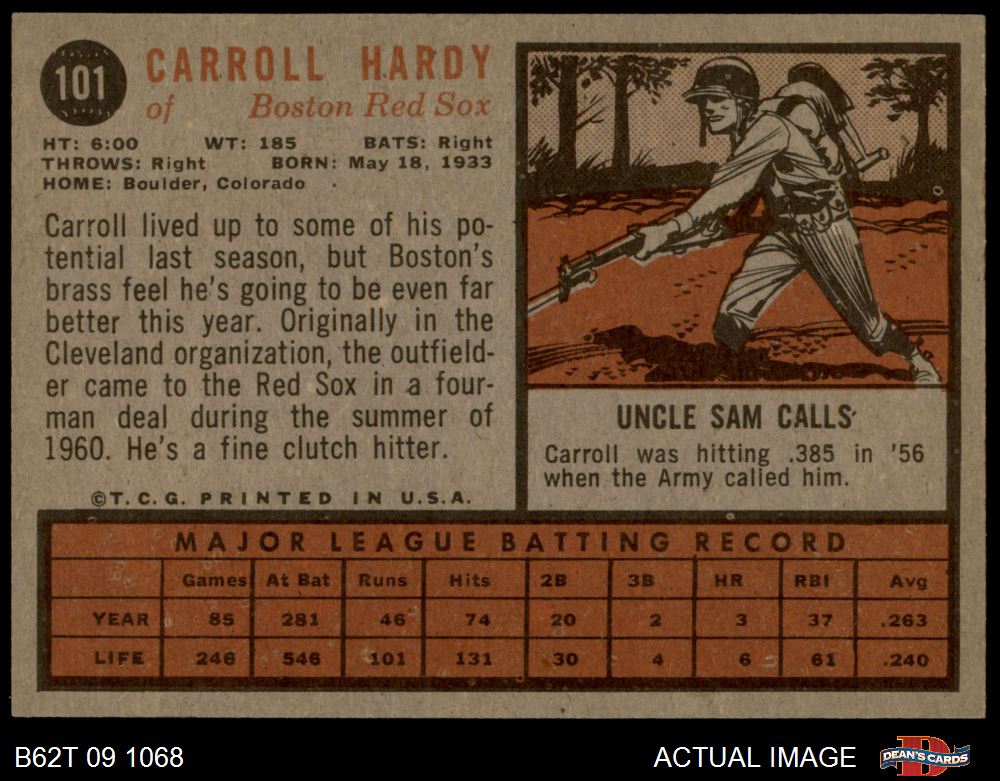 101
CARROLL HARDY
of Boston Red Sox
HT: 6:00 WT: 185 BATS: Right
THROWS: Right BORN: May 18, 1933
HOME: Boulder, Colorado
Carroll lived up to some of his po-
tential last season, but Boston's
brass feel he's going to be even far
better this year. Originally in the
Cleveland organization, the outfield-
er came to the Red Sox in a four-
man deal during the summer of
1960. He's a fine clutch hitter.
©T.C.G. PRINTED IN U.S.A.
UNCLE SAM CALLS
Carroll was hitting .385 in '56
when the Army called him.
MAJOR LEAGUE BATTING RECORD
Games At Bat Runs Hits 2B 3B HR RBI Avg
YEAR 85 281 46 74 20 2 3 37 .263
LIFE 246 546 101 131 30 4 6 61 .240
B62T 09 1068
ACTUAL IMAGE
DEAN'S CARDS